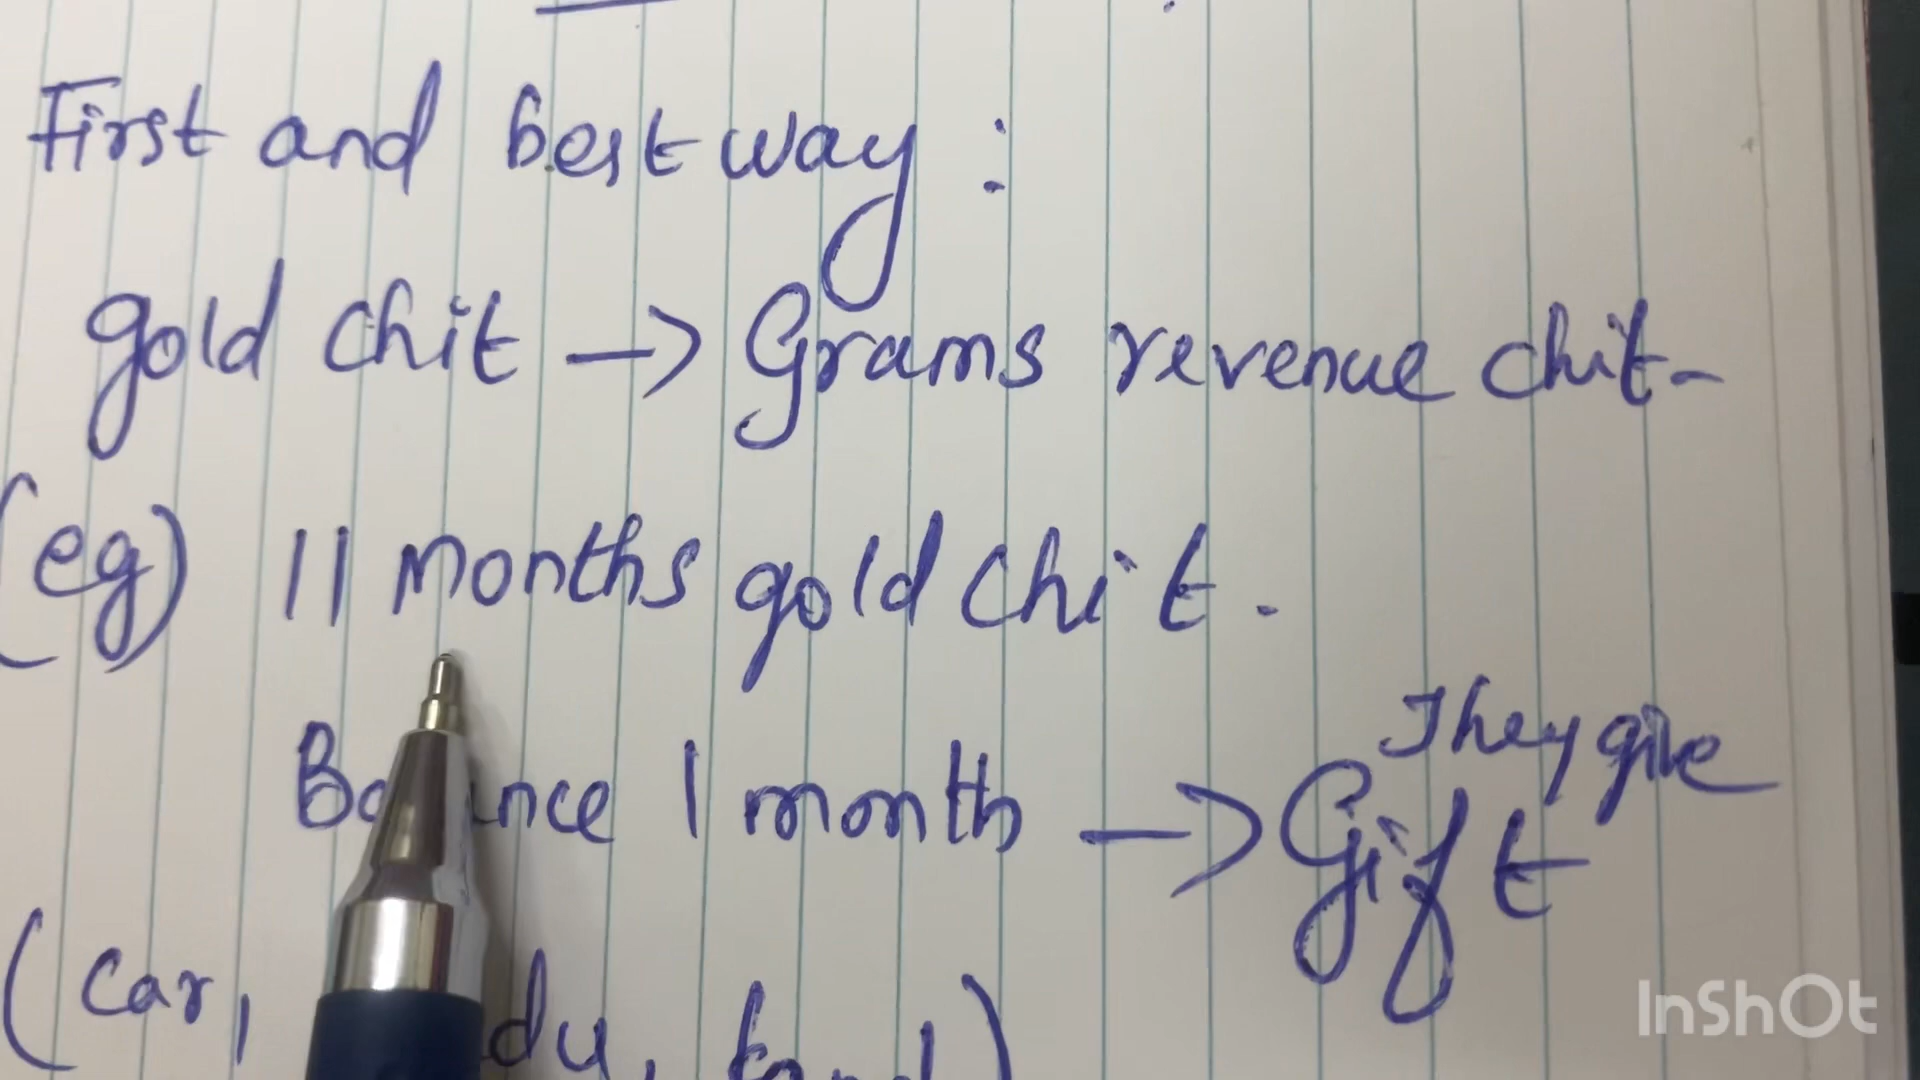 First and best way :
gold chit → Grams revenue chit-
(eg) 11 months gold chit.
They give
1 month → Gift
(car,
InShOt